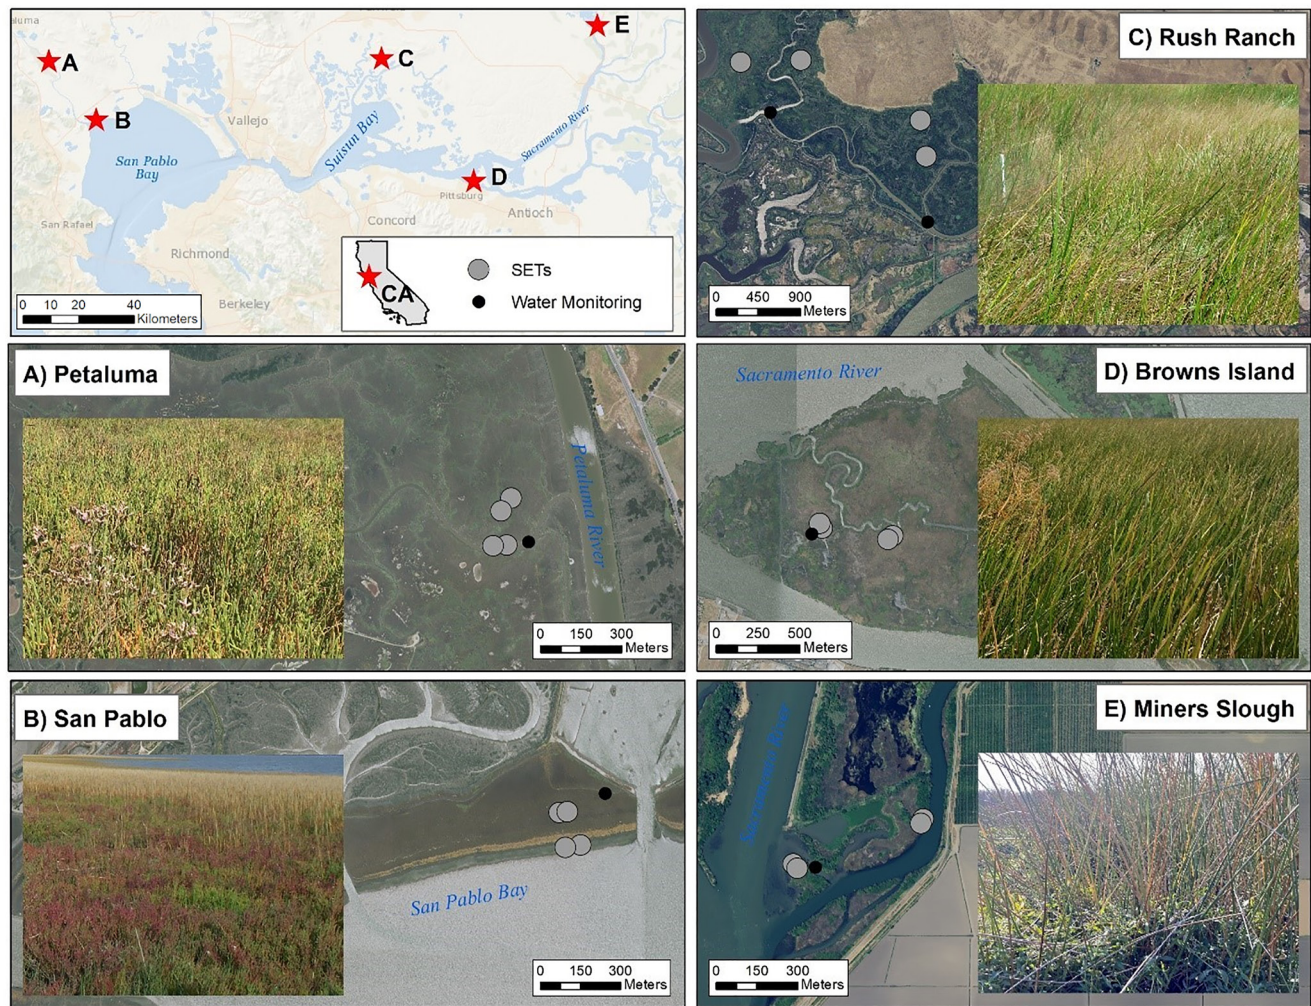 aluma
A
B
C
D
E
Vallejo
San Pablo
Bay
Suisun Bay
Sacramento River
Pittsburg
Antioch
San Rafael
Concord
Richmond
Berkeley
0 10 20 40
Kilometers
CA
SETs
Water Monitoring
C) Rush Ranch
0 450 900
Meters
A) Petaluma
Petaluma River
0 150 300
Meters
D) Browns Island
Sacramento River
0 250 500
Meters
B) San Pablo
San Pablo Bay
0 150 300
Meters
E) Miners Slough
Sacramento River
0 150 300
Meters